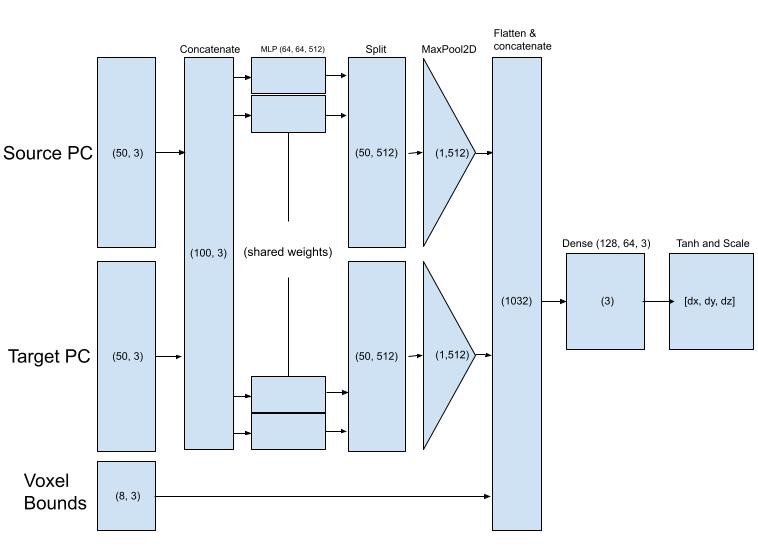 Flatten &
concatenate
Concatenate
MLP (64, 64, 512)
Split
MaxPool2D
Source PC
(50, 3)
(50, 512)
(1,512)
(100, 3)
(shared weights)
Dense (128, 64, 3)
Tanh and Scale
(1032)
(3)
[dx, dy, dz]
Target PC
(50, 3)
(50, 512)
(1,512)
Voxel
Bounds
(8, 3)